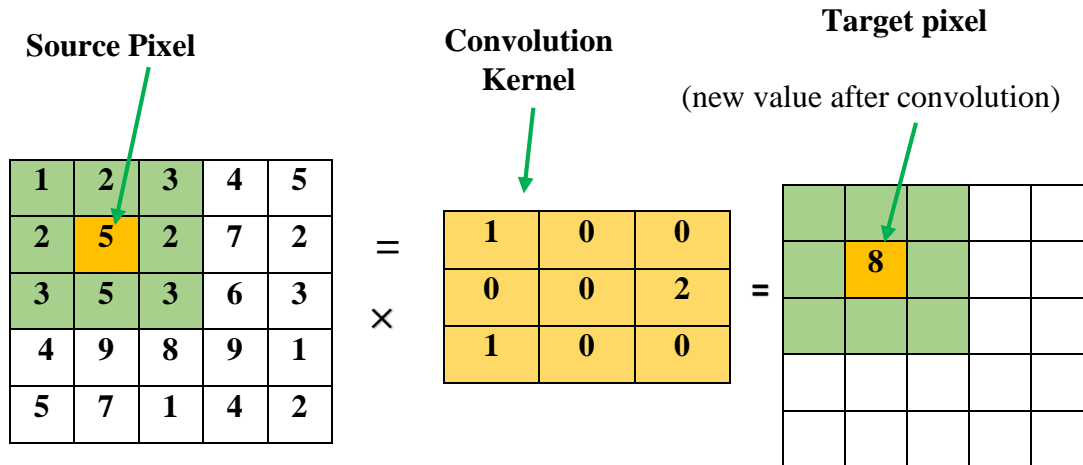 Source Pixel
Convolution
Kernel
Target pixel
(new value after convolution)
1 2 3 4 5
2 5 2 7 2
3 5 3 6 3
4 9 8 9 1
5 7 1 4 2
=
×
1 0 0
0 0 2
1 0 0
=
8